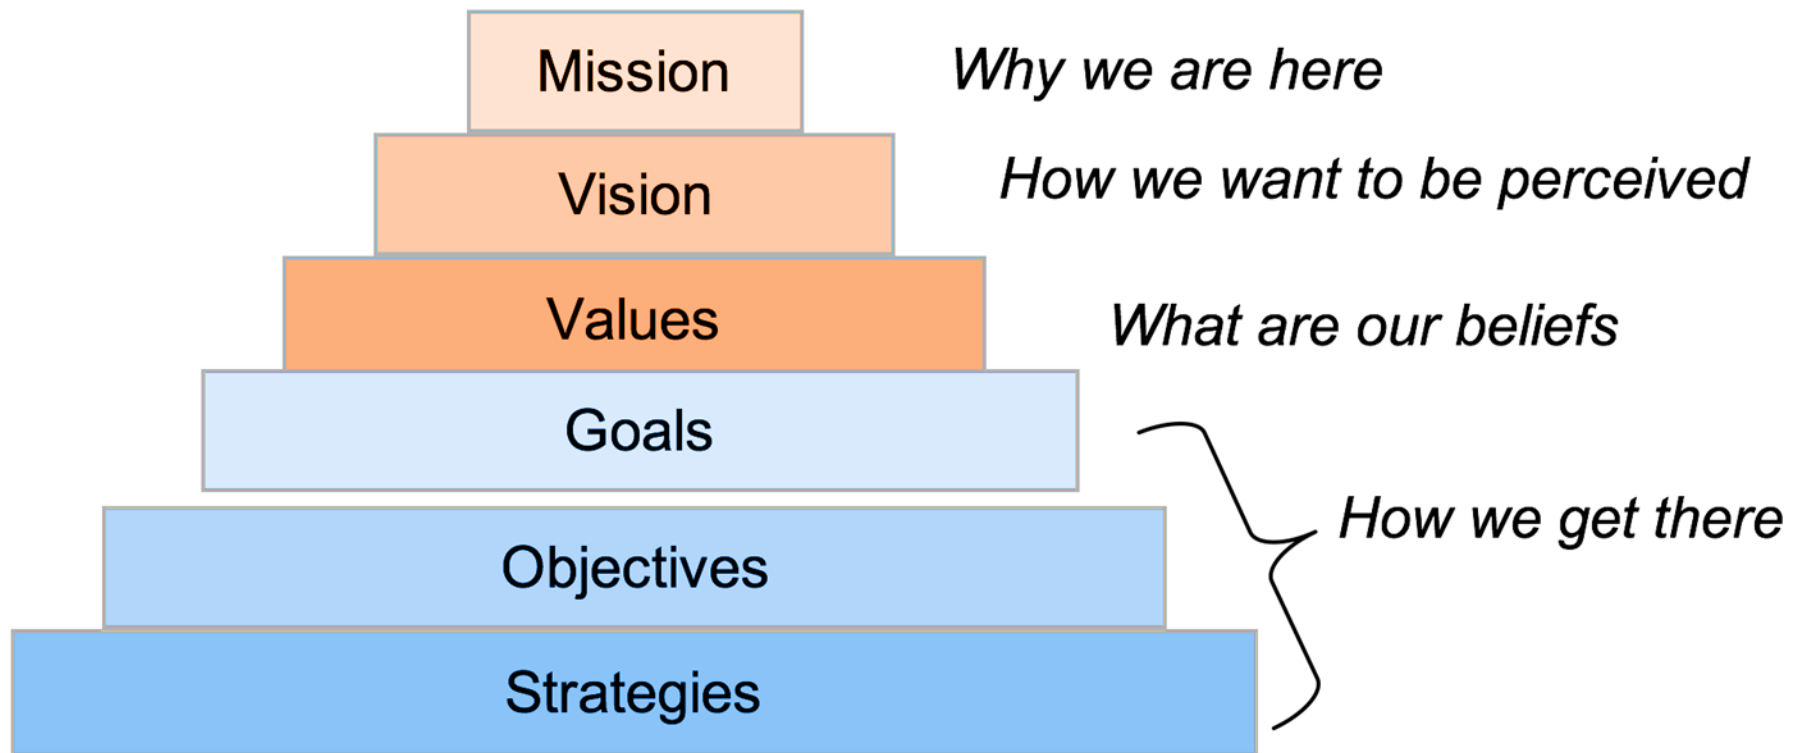 Mission
Why we are here
Vision
How we want to be perceived
Values
What are our beliefs
Goals
How we get there
Objectives
Strategies